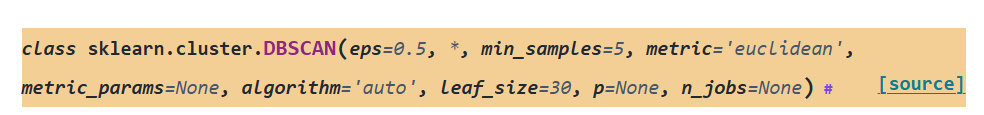 class sklearn.cluster.DBSCAN(eps=0.5, *, min_samples=5, metric='euclidean',
metric_params=None, algorithm='auto', leaf_size=30, p=None, n_jobs=None) # [source]